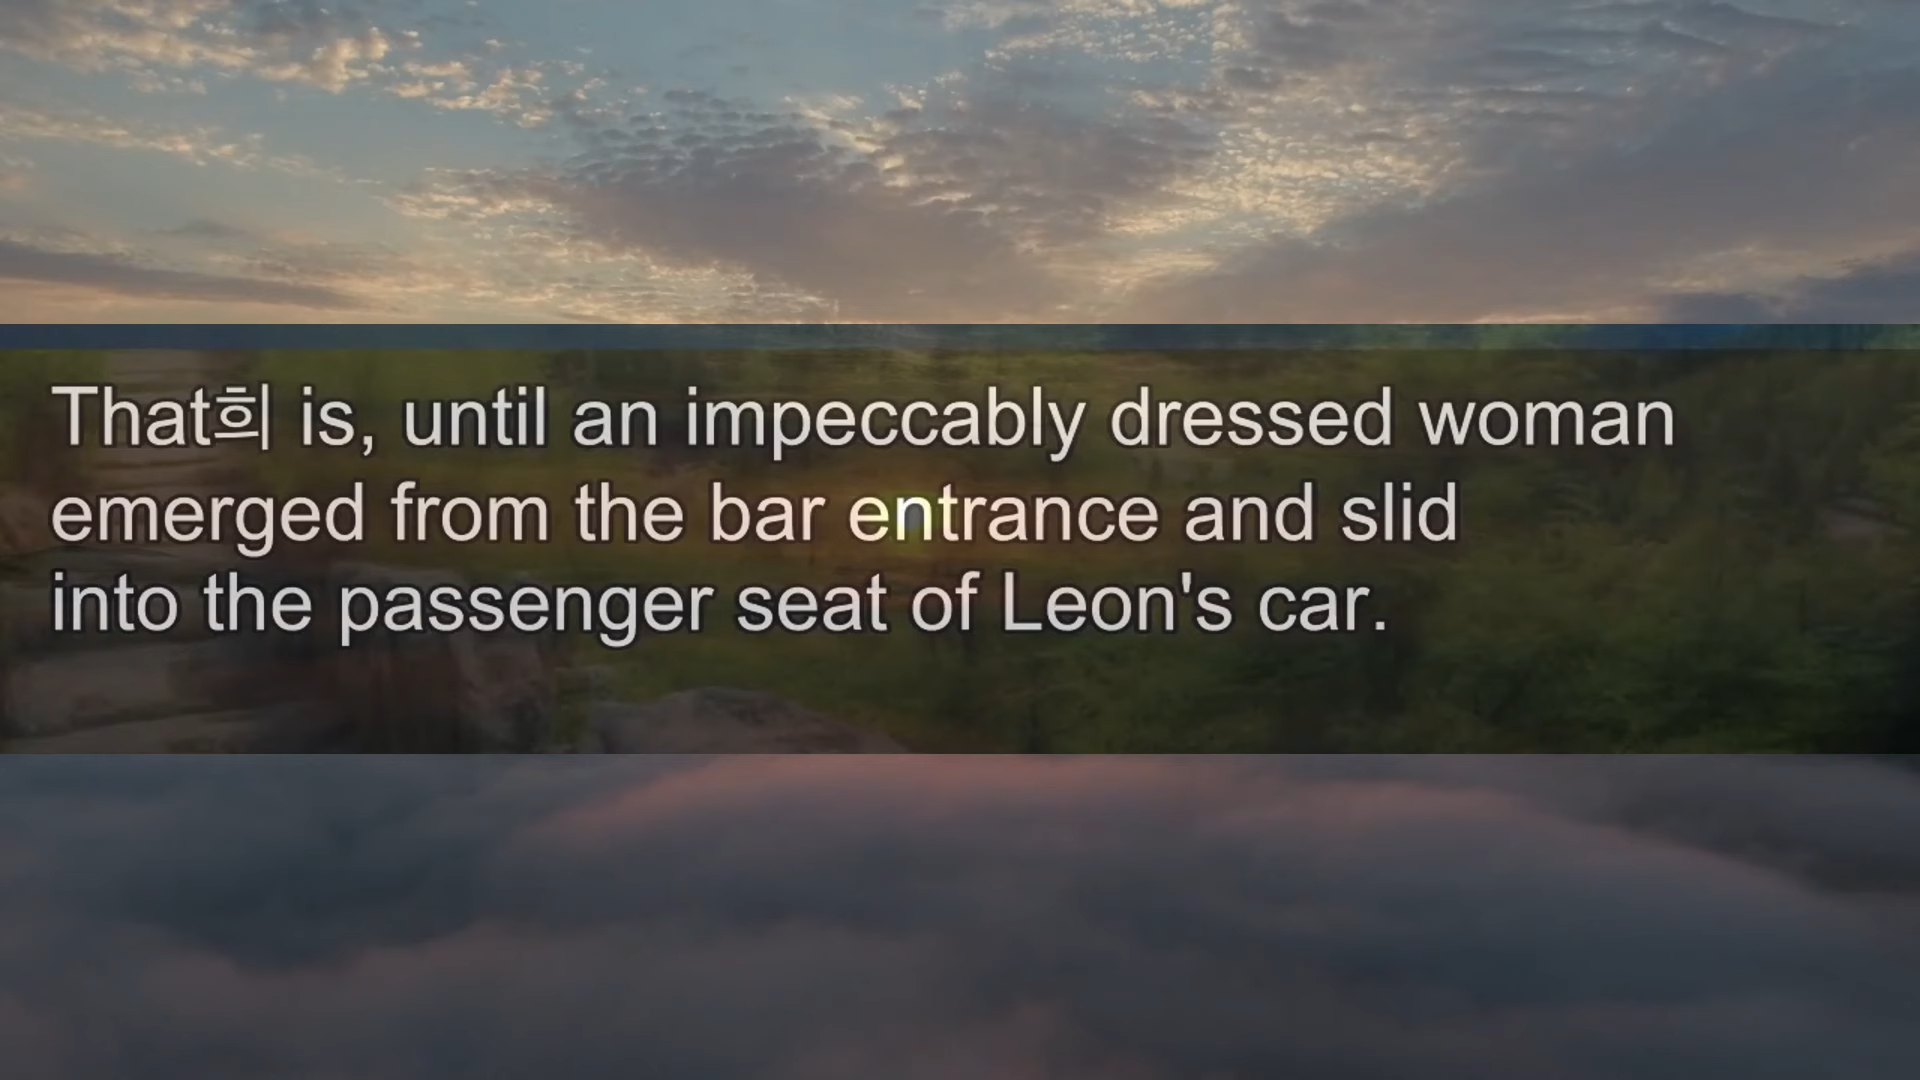 That희 is, until an impeccably dressed woman
emerged from the bar entrance and slid
into the passenger seat of Leon's car.